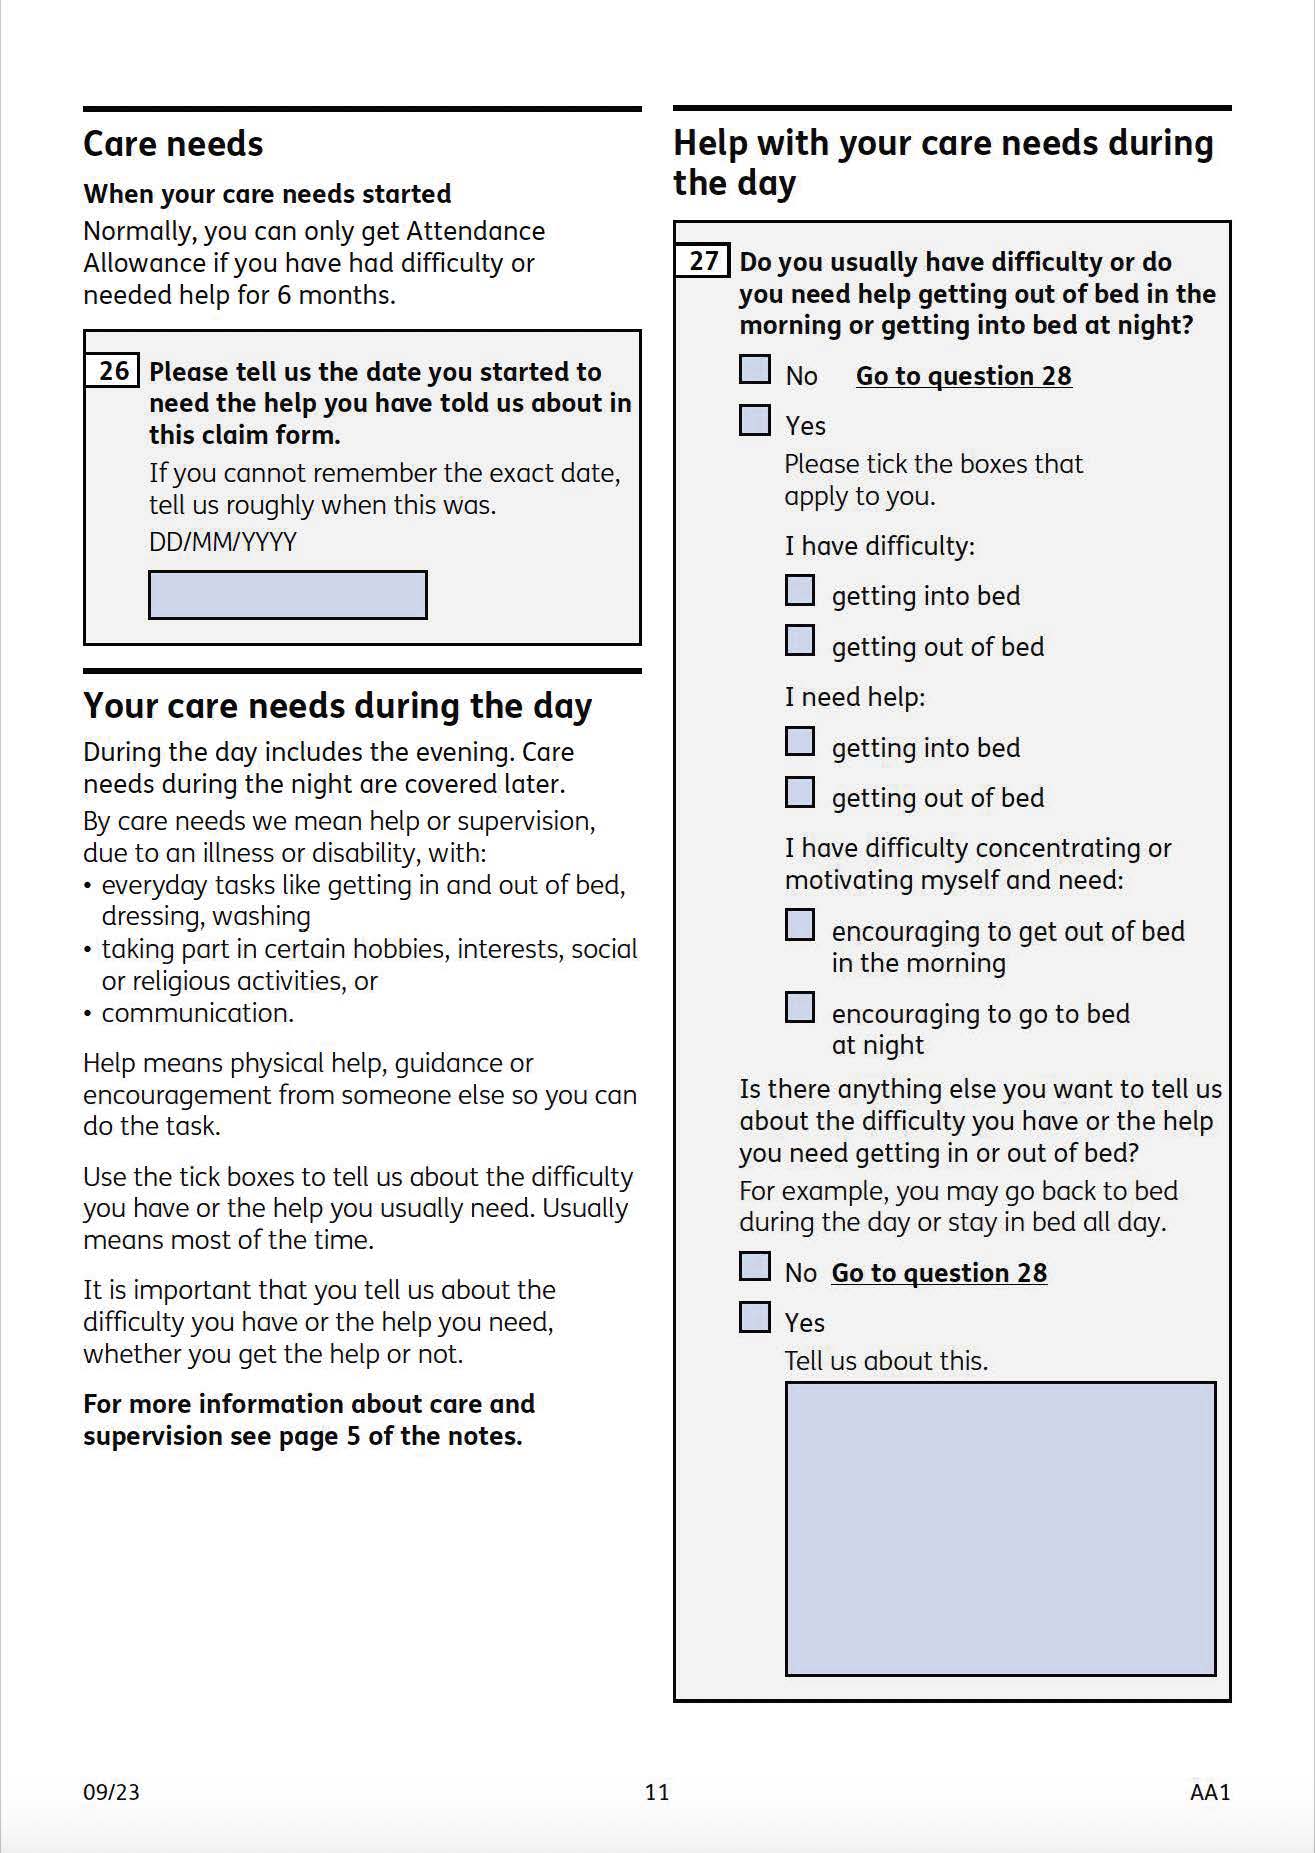 Care needs
When your care needs started
Normally, you can only get Attendance
Allowance if you have had difficulty or
needed help for 6 months.
26 Please tell us the date you started to
need the help you have told us about in
this claim form.
If you cannot remember the exact date,
tell us roughly when this was.
DD/MM/YYYY
Your care needs during the day
During the day includes the evening. Care
needs during the night are covered later.
By care needs we mean help or supervision,
due to an illness or disability, with:
• everyday tasks like getting in and out of bed,
dressing, washing
• taking part in certain hobbies, interests, social
or religious activities, or
• communication.
Help means physical help, guidance or
encouragement from someone else so you can
do the task.
Use the tick boxes to tell us about the difficulty
you have or the help you usually need. Usually
means most of the time.
It is important that you tell us about the
difficulty you have or the help you need,
whether you get the help or not.
For more information about care and
supervision see page 5 of the notes.
Help with your care needs during
the day
27 Do you usually have difficulty or do
you need help getting out of bed in the
morning or getting into bed at night?
No Go to question 28
Yes
Please tick the boxes that
apply to you.
I have difficulty:
getting into bed
getting out of bed
I need help:
getting into bed
getting out of bed
I have difficulty concentrating or
motivating myself and need:
encouraging to get out of bed
in the morning
encouraging to go to bed
at night
Is there anything else you want to tell us
about the difficulty you have or the help
you need getting in or out of bed?
For example, you may go back to bed
during the day or stay in bed all day.
No Go to question 28
Yes
Tell us about this.
09/23 11 AA1